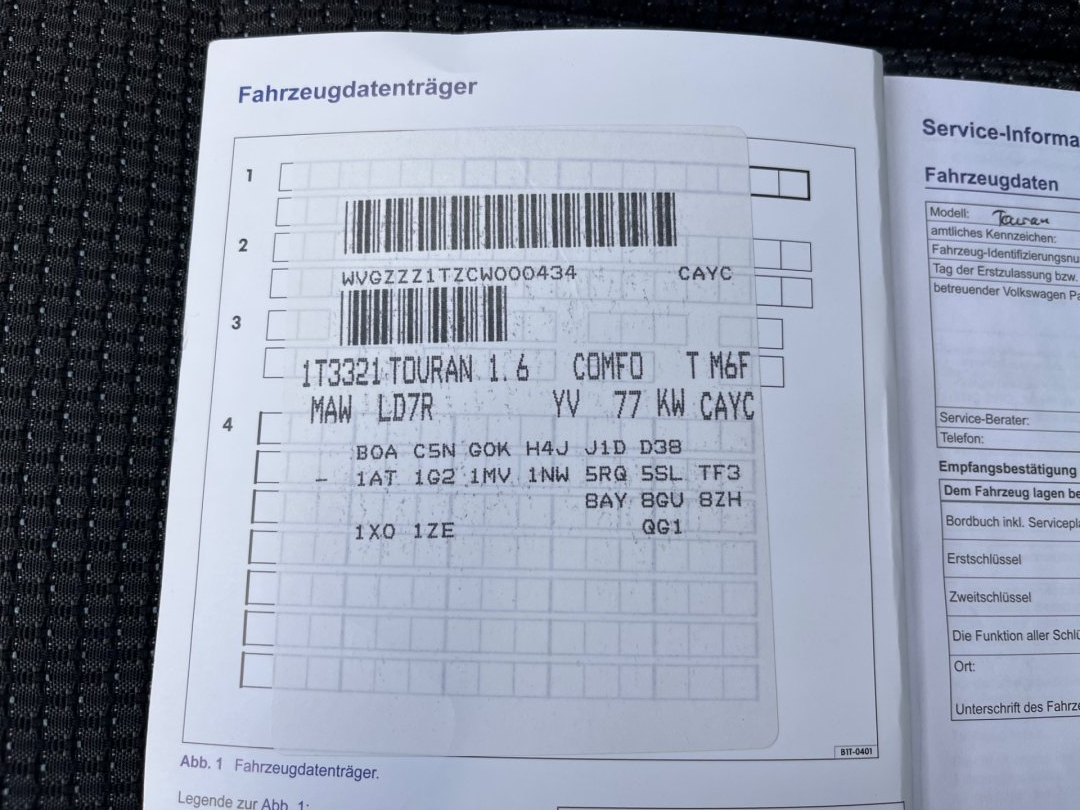 Fahrzeugdatenträger
1
2
WVGZZZ1TZCW000434 CAYC
3
1T3321 TOURAN 1.6 COMFO T M6F
MAW LD7R YV 77 KW CAYC
4
B0A C5N G0K H4J J1D D38
- 1AT 1G2 1MV 1NW 5RQ 5SL TF3
8AY 8GU 8ZH
1X0 1ZE QG1
B1T-0401
Abb. 1 Fahrzeugdatenträger.
Legende zur Abb. 1:
Service-Informa
Fahrzeugdaten
Modell: Touran
amtliches Kennzeichen:
Fahrzeug-Identifizierungsnu
Tag der Erstzulassung bzw.
betreuender Volkswagen Pa
Service-Berater:
Telefon:
Empfangsbestätigung
Dem Fahrzeug lagen be
Bordbuch inkl. Servicepla
Erstschlüssel
Zweitschlüssel
Die Funktion aller Schlü
Ort:
Unterschrift des Fahrze